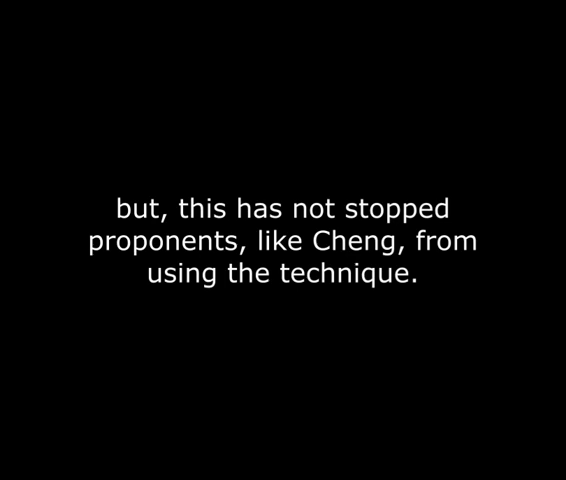 but, this has not stopped
proponents, like Cheng, from
using the technique.